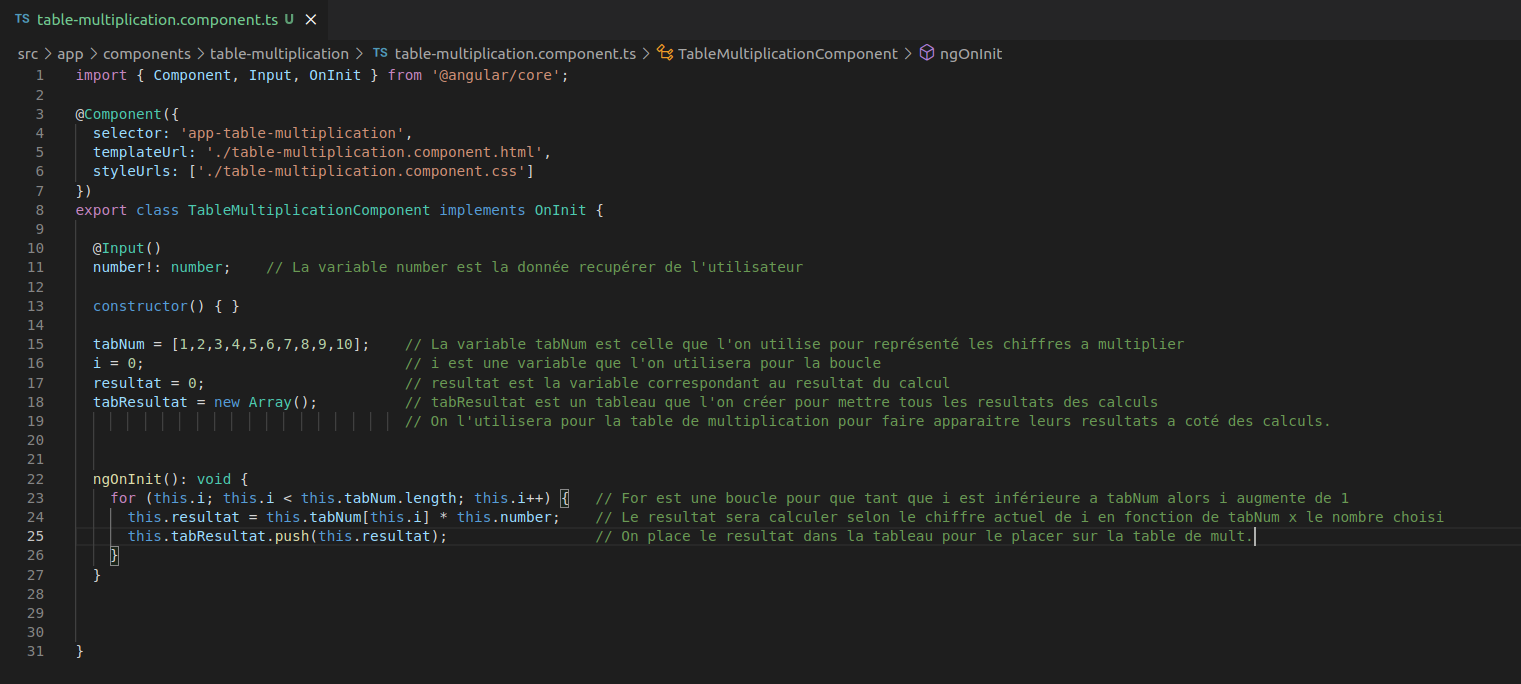 TS table-multiplication.component.ts U ×
src > app > components > table-multiplication > TS table-multiplication.component.ts > TableMultiplicationComponent > ngOnInit
1 import { Component, Input, OnInit } from '@angular/core';
2
3 @Component({
4 selector: 'app-table-multiplication',
5 templateUrl: './table-multiplication.component.html',
6 styleUrls: ['./table-multiplication.component.css']
7 })
8 export class TableMultiplicationComponent implements OnInit {
9
10 @Input()
11 number!: number; // La variable number est la donnée recupérer de l'utilisateur
12
13 constructor() { }
14
15 tabNum = [1,2,3,4,5,6,7,8,9,10]; // La variable tabNum est celle que l'on utilise pour représenté les chiffres a multiplier
16 i = 0; // i est une variable que l'on utilisera pour la boucle
17 resultat = 0; // resultat est la variable correspondant au resultat du calcul
18 tabResultat = new Array(); // tabResultat est un tableau que l'on créer pour mettre tous les resultats des calculs
19 // On l'utilisera pour la table de multiplication pour faire apparaitre leurs resultats a coté des calculs.
20
21
22 ngOnInit(): void {
23 for (this.i; this.i < this.tabNum.length; this.i++) { // For est une boucle pour que tant que i est inférieure a tabNum alors i augmente de 1
24 this.resultat = this.tabNum[this.i] * this.number; // Le resultat sera calculer selon le chiffre actuel de i en fonction de tabNum x le nombre choisi
25 this.tabResultat.push(this.resultat); // On place le resultat dans la tableau pour le placer sur la table de mult.
26 }
27 }
28
29
30
31 }